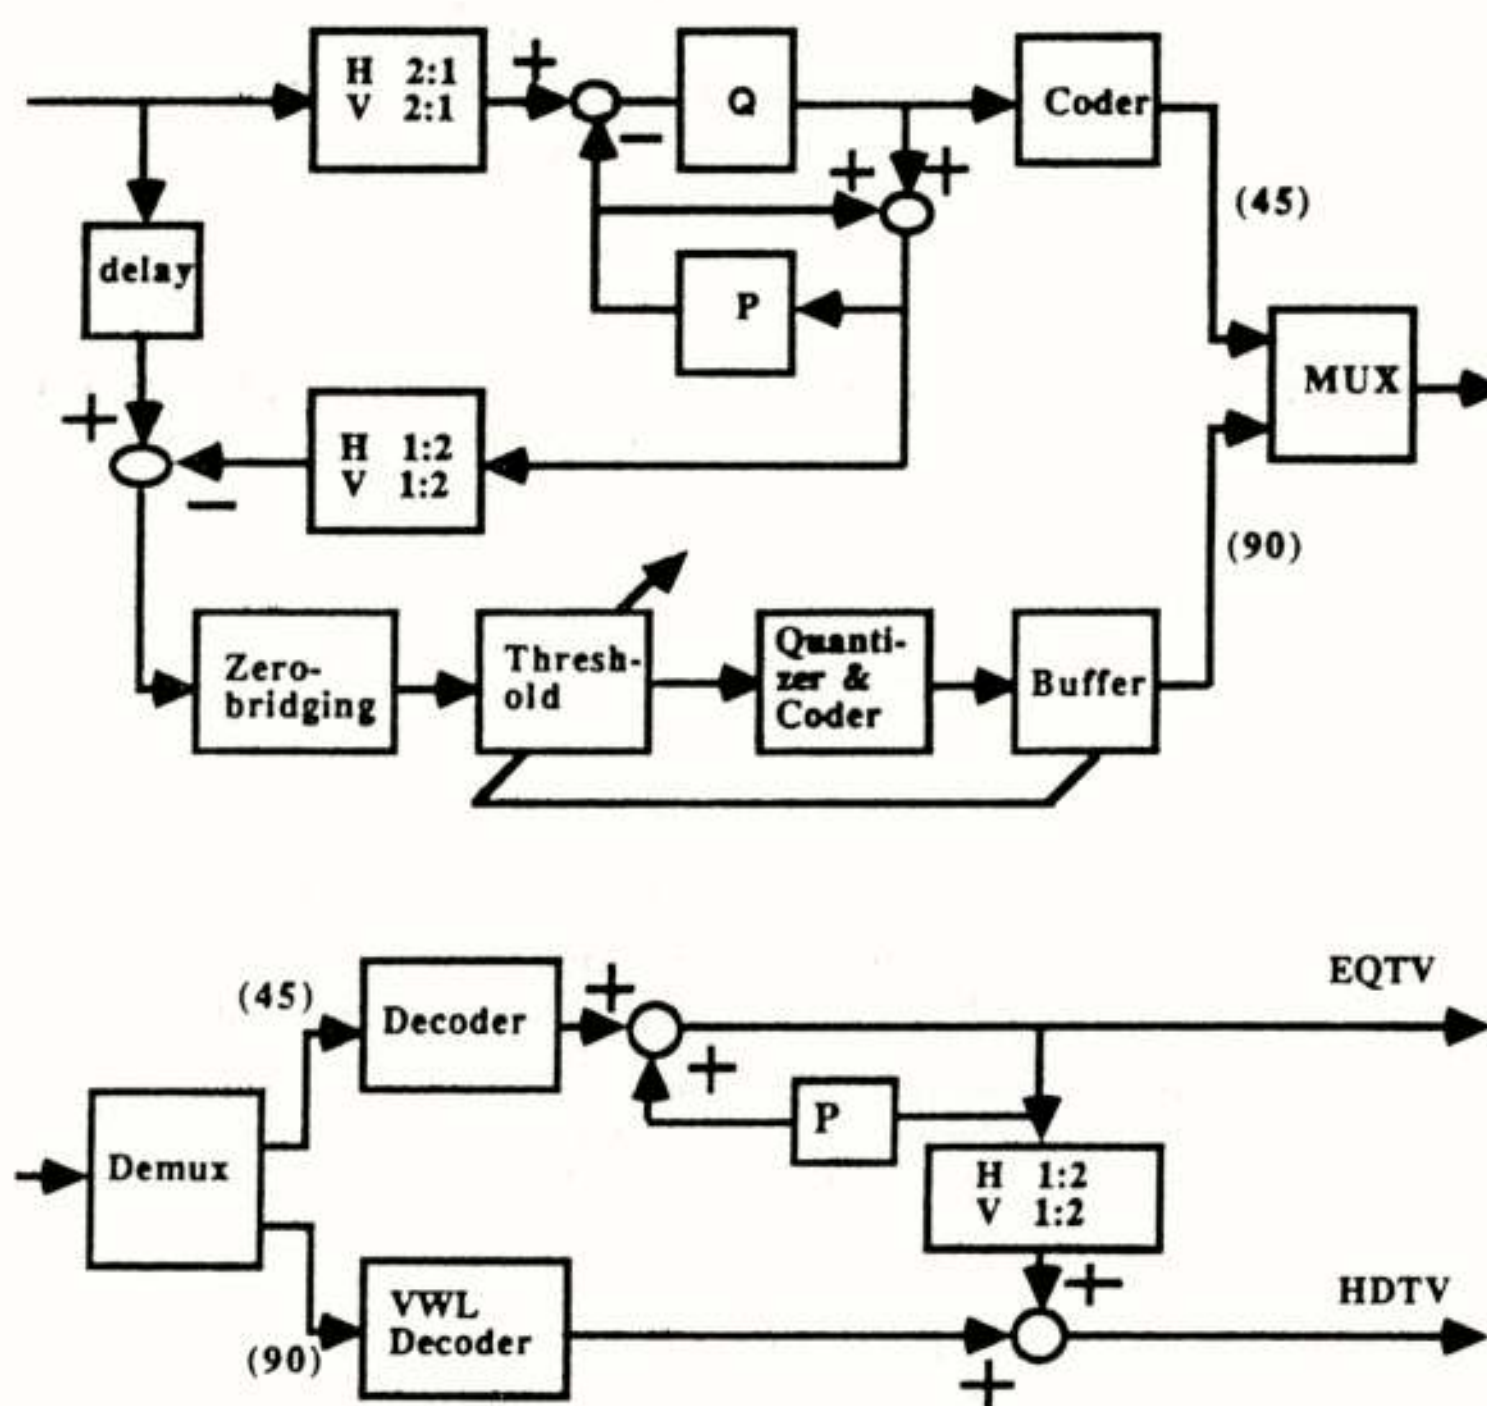 H 2:1
V 2:1
+
−
Q
Coder
+ +
(45)
delay
P
MUX
+
H 1:2
V 1:2
−
(90)
Zero-
bridging
Thresh-
old
Quanti-
zer &
Coder
Buffer
(45)
Decoder
+
EQTV
+
P
Demux
H 1:2
V 1:2
+
HDTV
VWL
Decoder
(90)
+